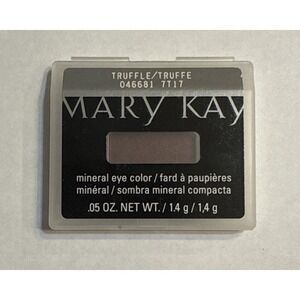 TRUFFLE/TRUFFE
046681 7T17
MARY KAY
mineral eye color / fard à paupières
minéral / sombra mineral compacta
.05 OZ. NET WT. / 1.4 g / 1,4 g